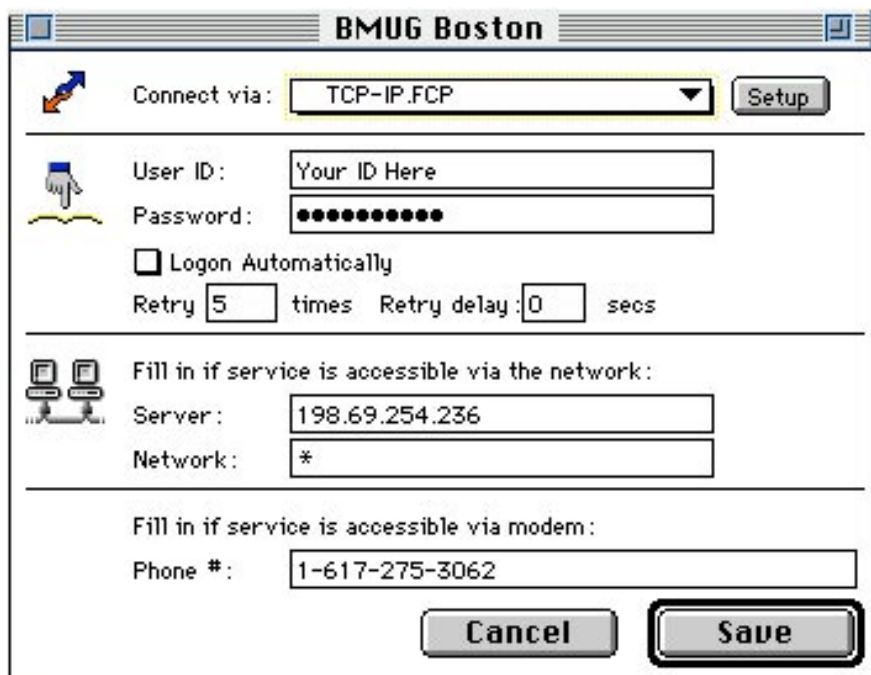 BMUG Boston
Connect via: TCP-IP.FCP Setup
User ID: Your ID Here
Password: ●●●●●●●●●●
Logon Automatically
Retry 5 times Retry delay: 0 secs
Fill in if service is accessible via the network:
Server: 198.69.254.236
Network: *
Fill in if service is accessible via modem:
Phone #: 1-617-275-3062
Cancel Save